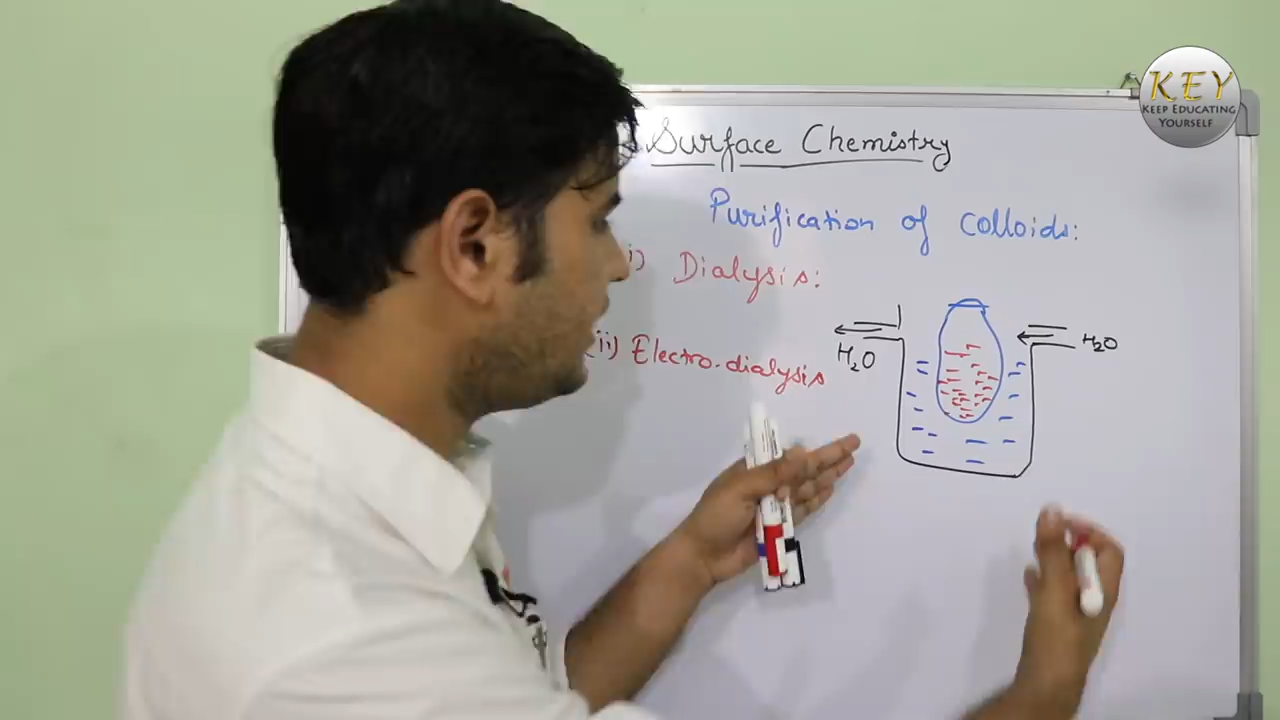 KEY
KEEP EDUCATING
YOURSELF
Surface Chemistry
Purification of colloids:
i) Dialysis:
(ii) Electro-dialysis
H₂O
H₂O